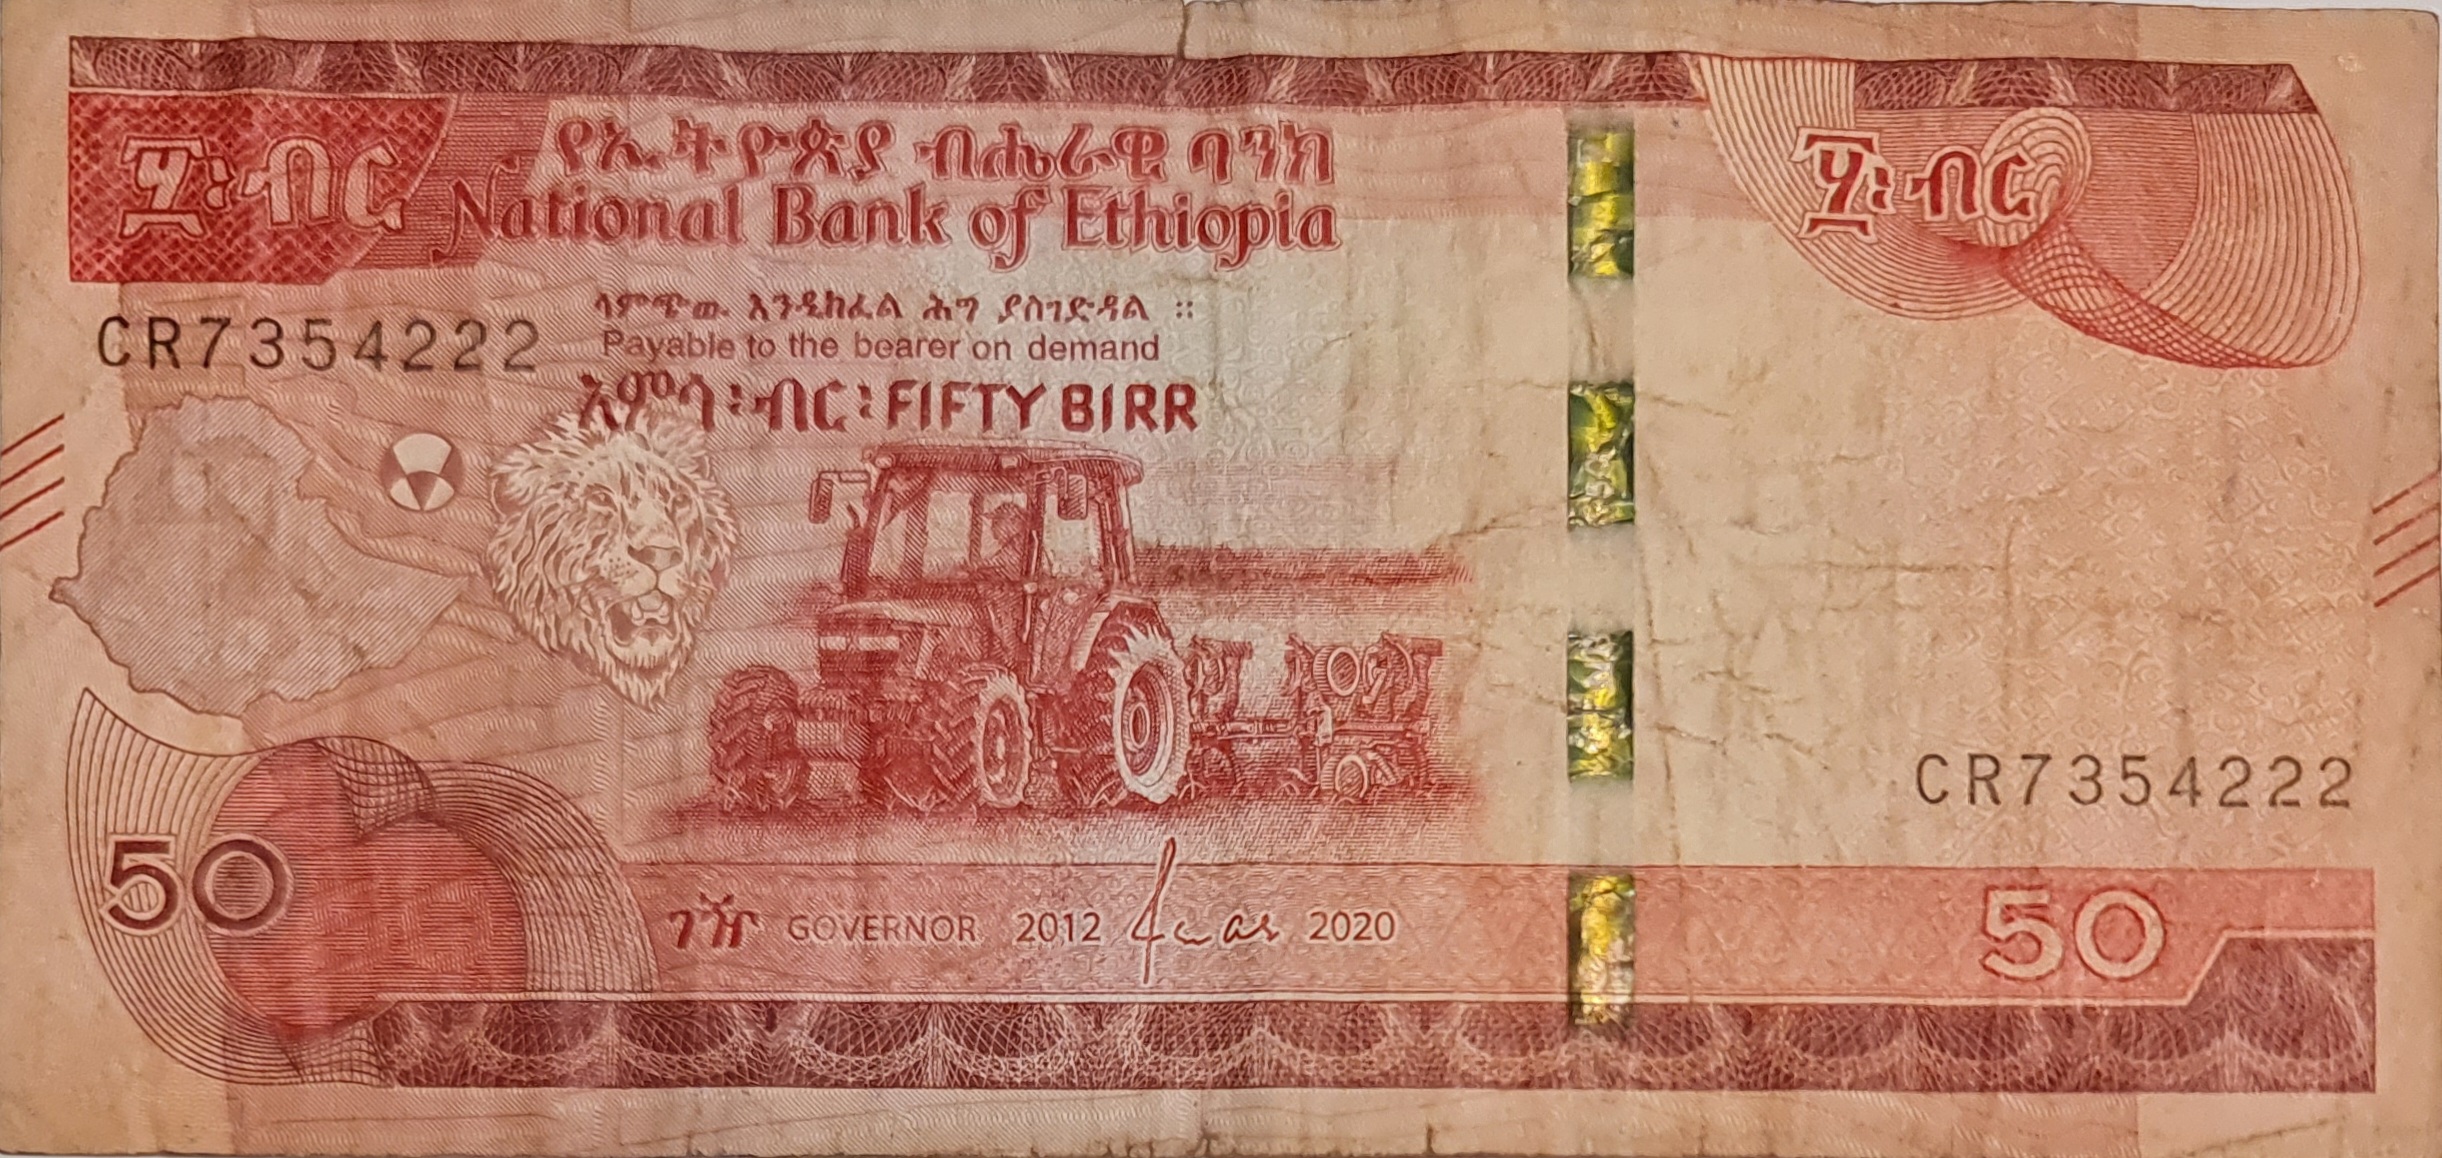 ፶፡ብር
የኢትዮጵያ ብሔራዊ ባንክ
National Bank of Ethiopia
፶፡ብር
ላምጭው እንዲከፈል ሕግ ያስገድዳል ።
Payable to the bearer on demand
አምሳ፡ብር፡FIFTY BIRR
CR7354222
CR7354222
50
ገዥ GOVERNOR 2012 2020
50